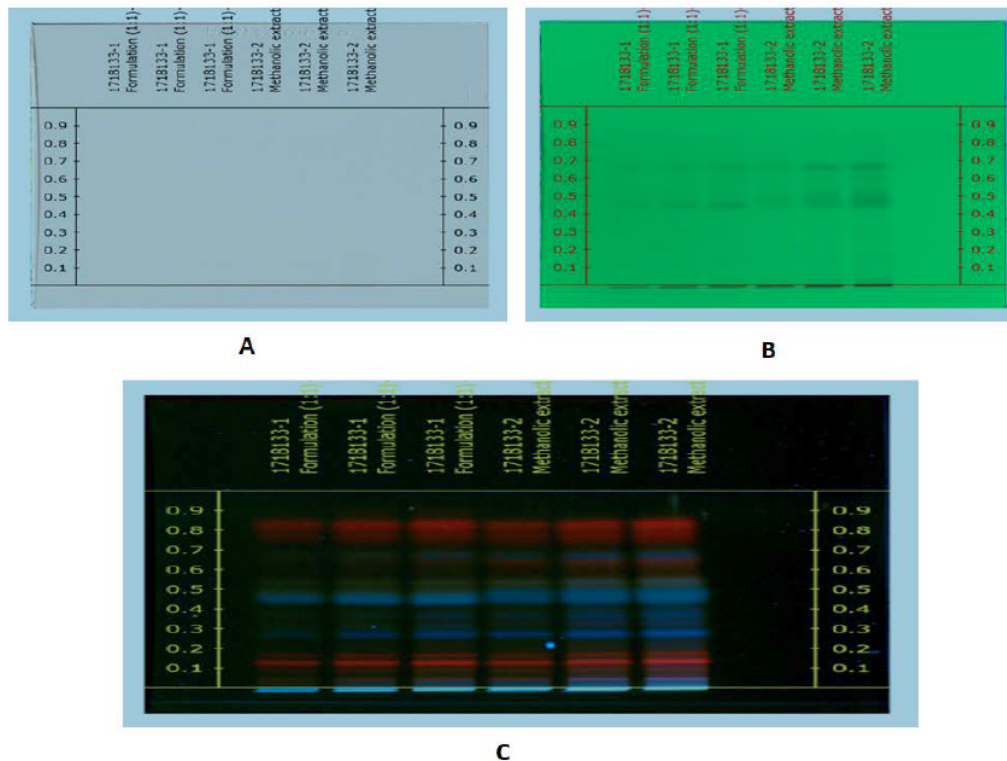 1718133-1
Formulation (1:1)-
1718133-1
Formulation (1:1)-
1718133-1
Formulation (1:1)-
1718133-2
Methanolic extract
1718133-2
Methanolic extract
1718133-2
Methanolic extract
0.9 0.9
0.8 0.8
0.7 0.7
0.6 0.6
0.5 0.5
0.4 0.4
0.3 0.3
0.2 0.2
0.1 0.1
A
1718133-1
Formulation (1:1)-
1718133-1
Formulation (1:1)-
1718133-1
Formulation (1:1)-
1718133-2
Methanolic extract
1718133-2
Methanolic extract
1718133-2
Methanolic extract
0.9 0.9
0.8 0.8
0.7 0.7
0.6 0.6
0.5 0.5
0.4 0.4
0.3 0.3
0.2 0.2
0.1 0.1
B
1718133-1
Formulation (1:1)-
1718133-1
Formulation (1:1)-
1718133-1
Formulation (1:1)-
1718133-2
Methanolic extract
1718133-2
Methanolic extract
1718133-2
Methanolic extract
0.9 0.9
0.8 0.8
0.7 0.7
0.6 0.6
0.5 0.5
0.4 0.4
0.3 0.3
0.2 0.2
0.1 0.1
C